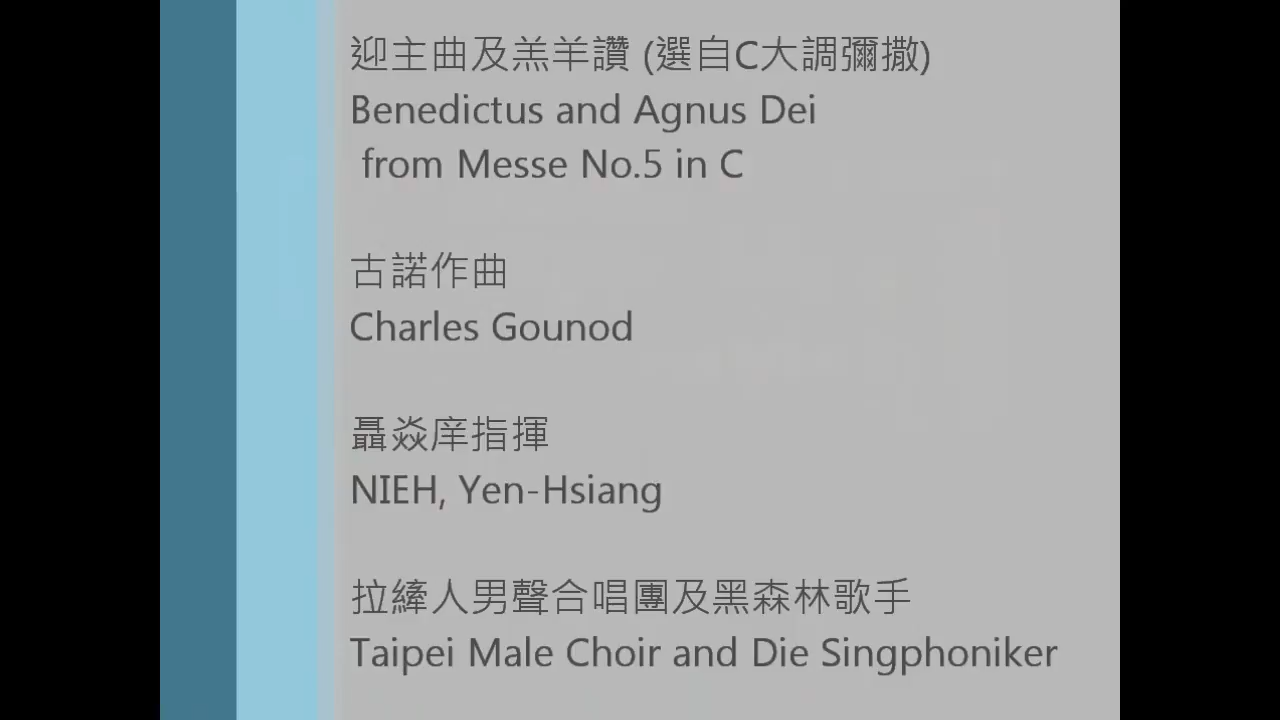 迎主曲及羔羊讚 (選自C大調彌撒)
Benedictus and Agnus Dei
from Messe No.5 in C
古諾作曲
Charles Gounod
聶焱庠指揮
NIEH, Yen-Hsiang
拉縴人男聲合唱團及黑森林歌手
Taipei Male Choir and Die Singphoniker